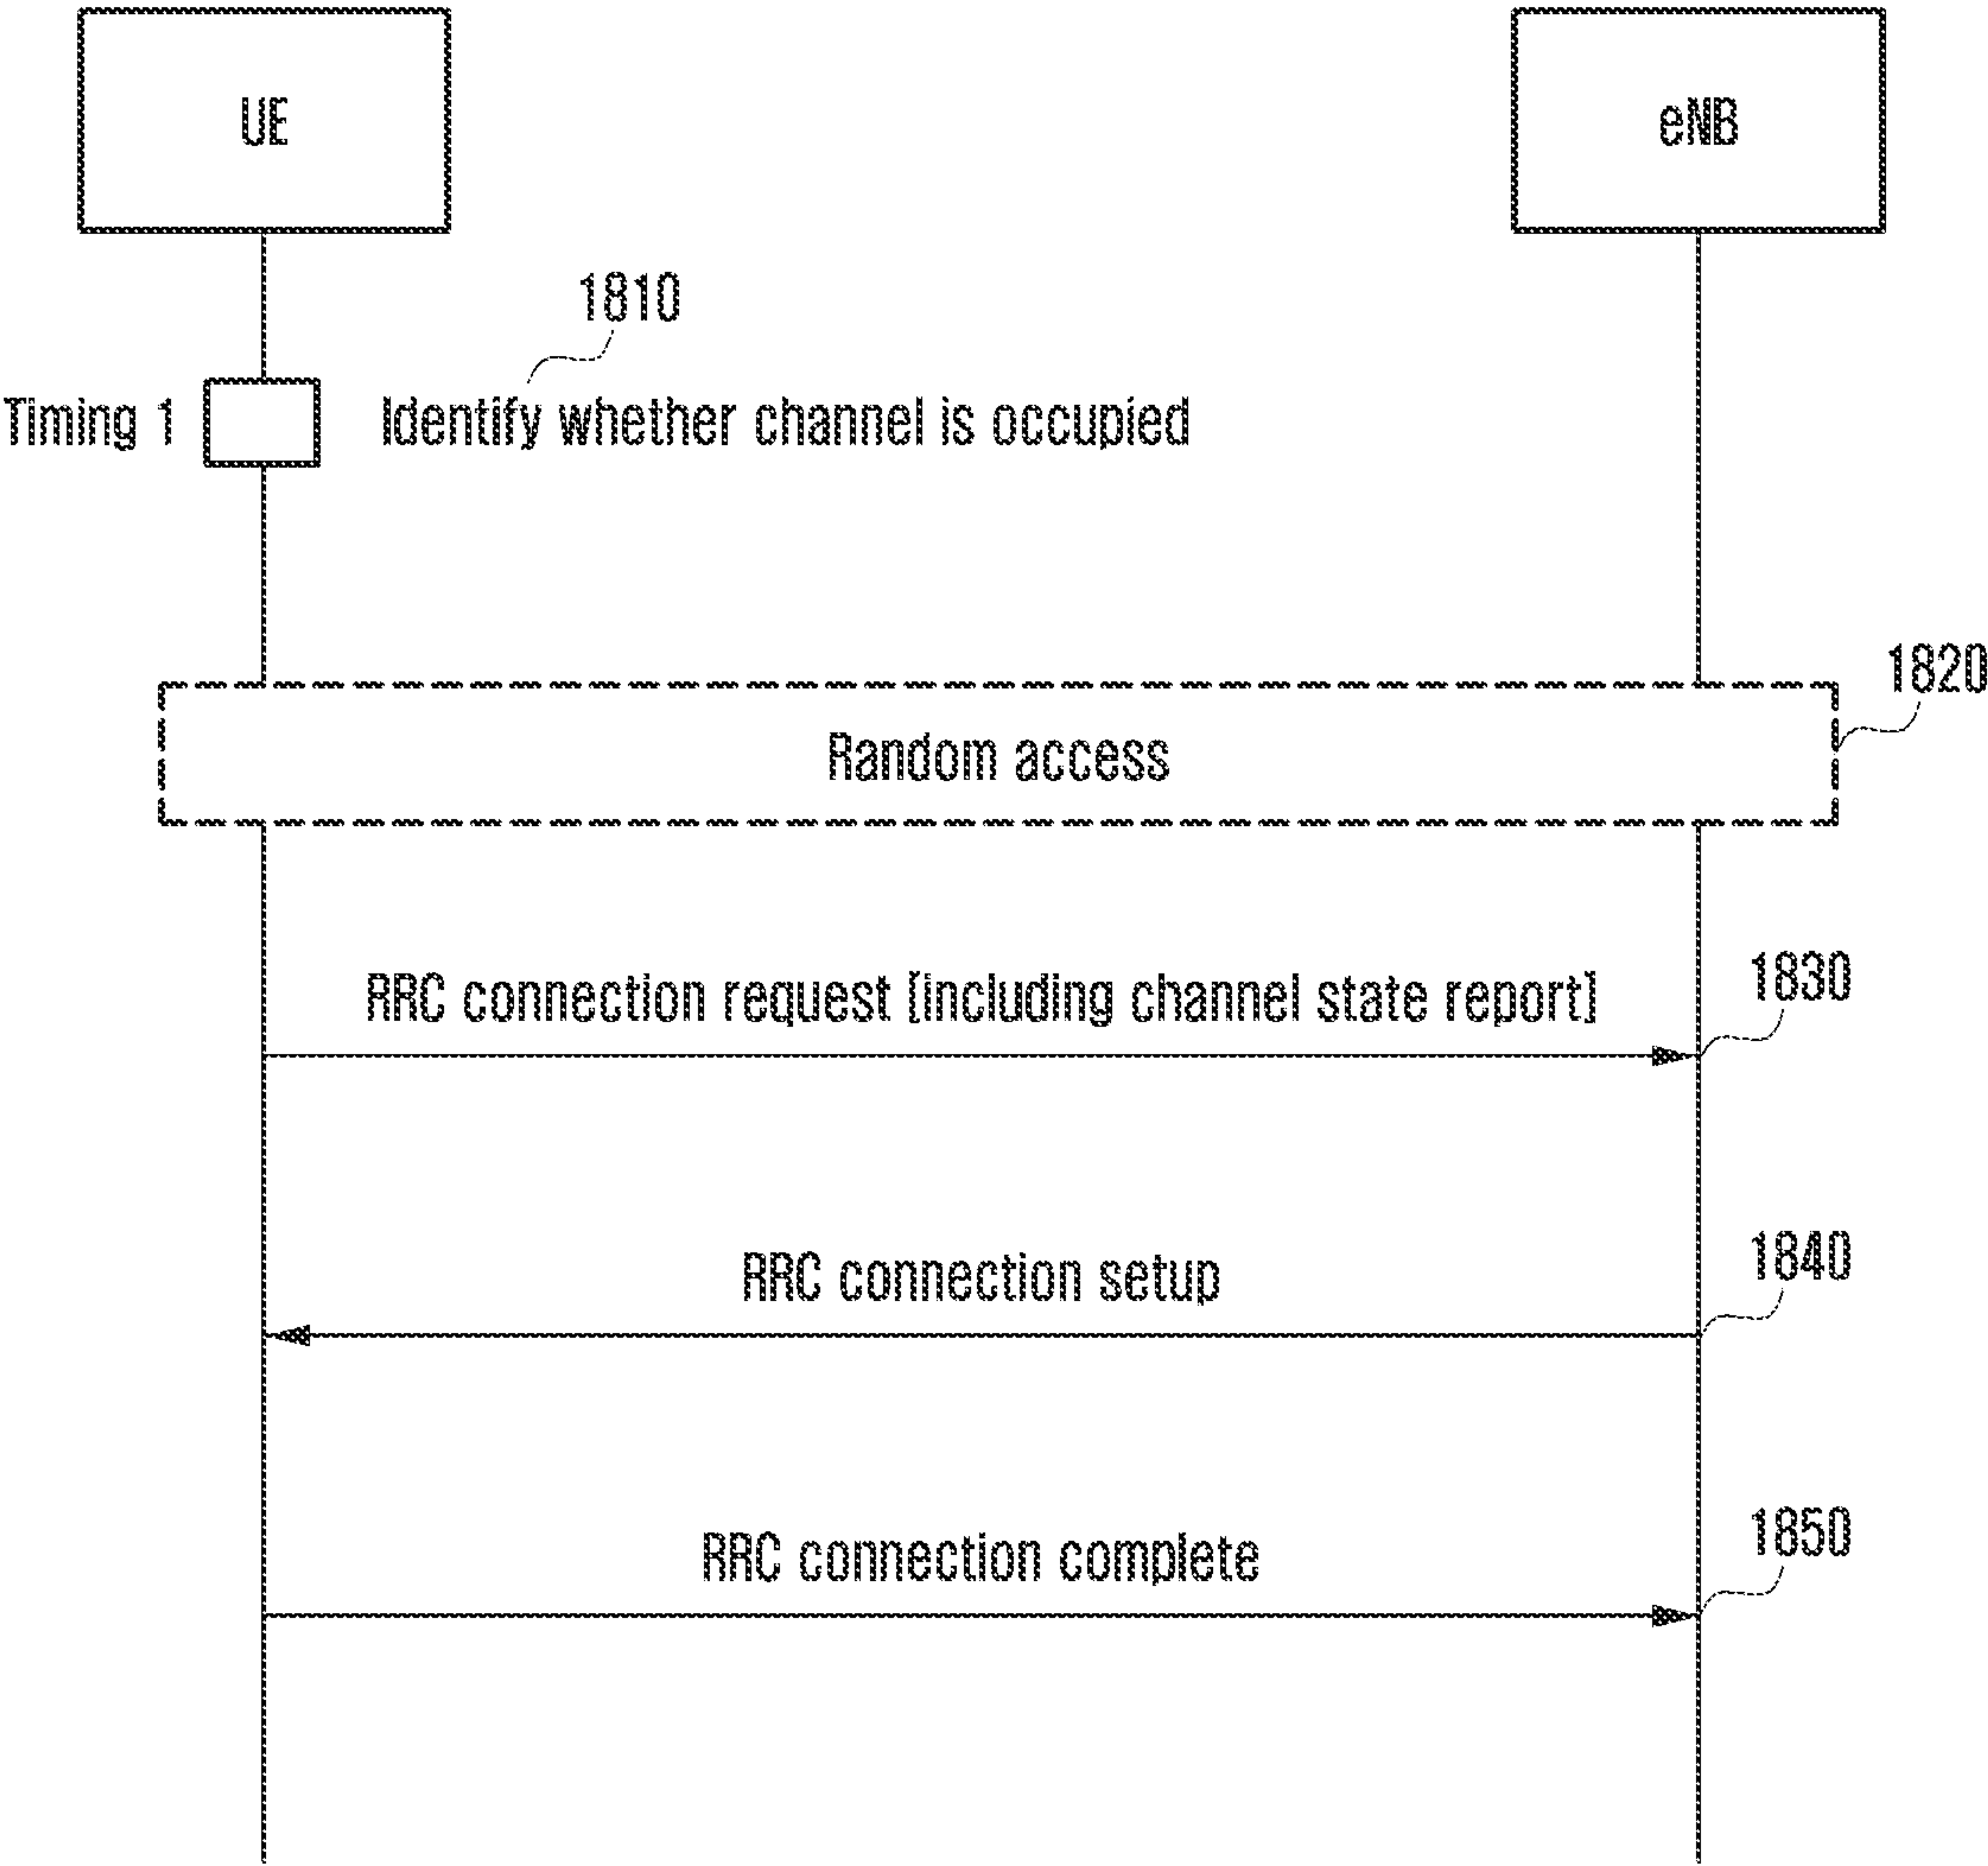 UE
eNB
1810
Timing 1
Identify whether channel is occupied
1820
Random access
RRC connection request [including channel state report]
1830
RRC connection setup
1840
RRC connection complete
1850